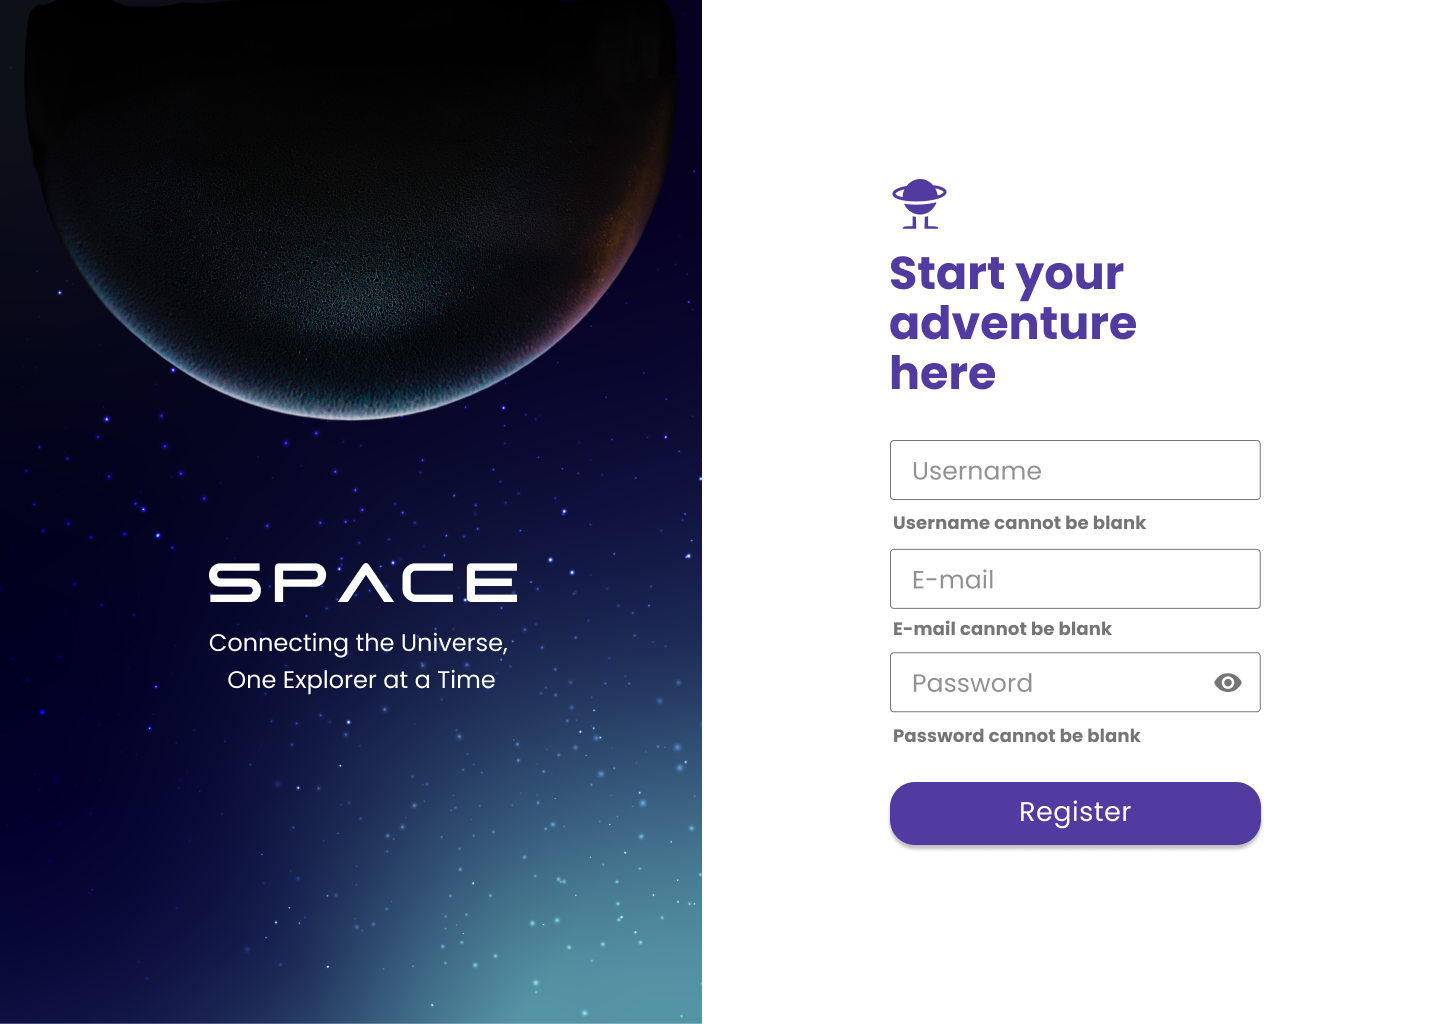 SPACE
Connecting the Universe,
One Explorer at a Time
Start your
adventure
here
Username
Username cannot be blank
E-mail
E-mail cannot be blank
Password
Password cannot be blank
Register